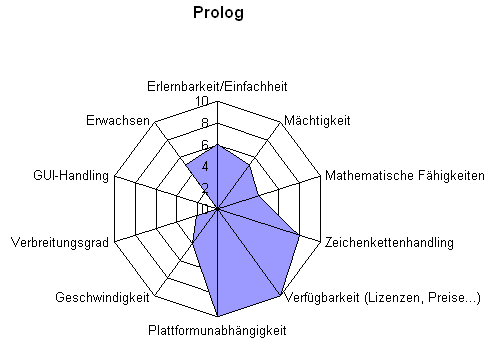 Prolog
Erlernbarkeit/Einfachheit
10
Erwachsen
Mächtigkeit
8
6
4
GUI-Handling
Mathematische Fähigkeiten
2
0
Verbreitungsgrad
Zeichenkettenhandling
Geschwindigkeit
Verfügbarkeit (Lizenzen, Preise...)
Plattformunabhängigkeit